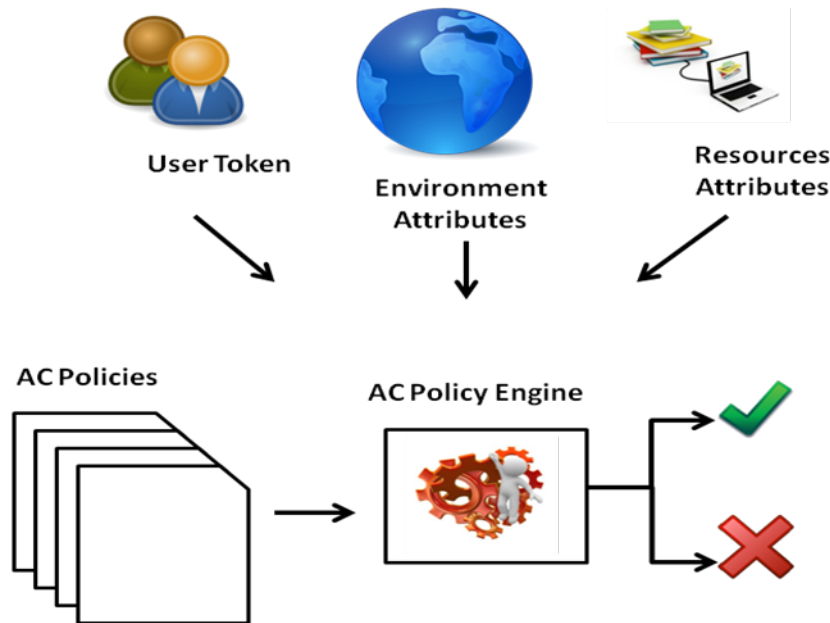 User Token
Environment
Attributes
Resources
Attributes
AC Policies
AC Policy Engine